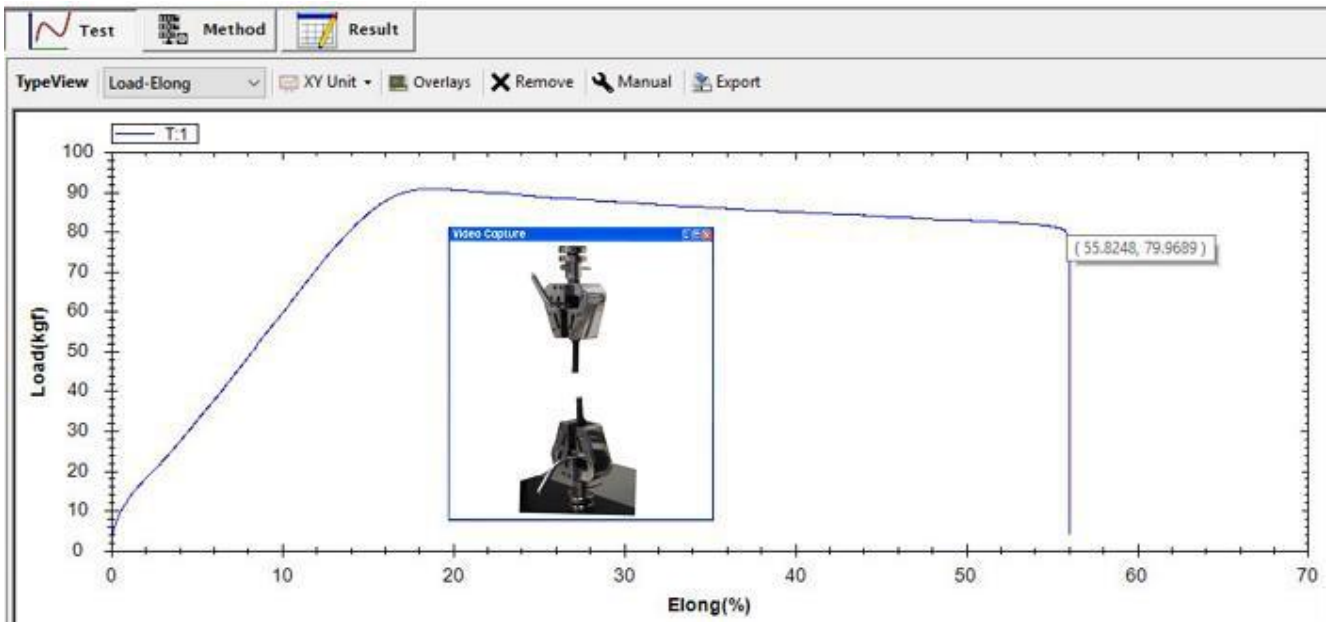 Test Method Result
TypeView Load-Elong XY Unit Overlays Remove Manual Export
T:1
100
90
80
70
60
50
40
30
20
10
0
Load(kgf)
Video Capture
( 55.8248, 79.9689 )
0 10 20 30 40 50 60 70
Elong(%)